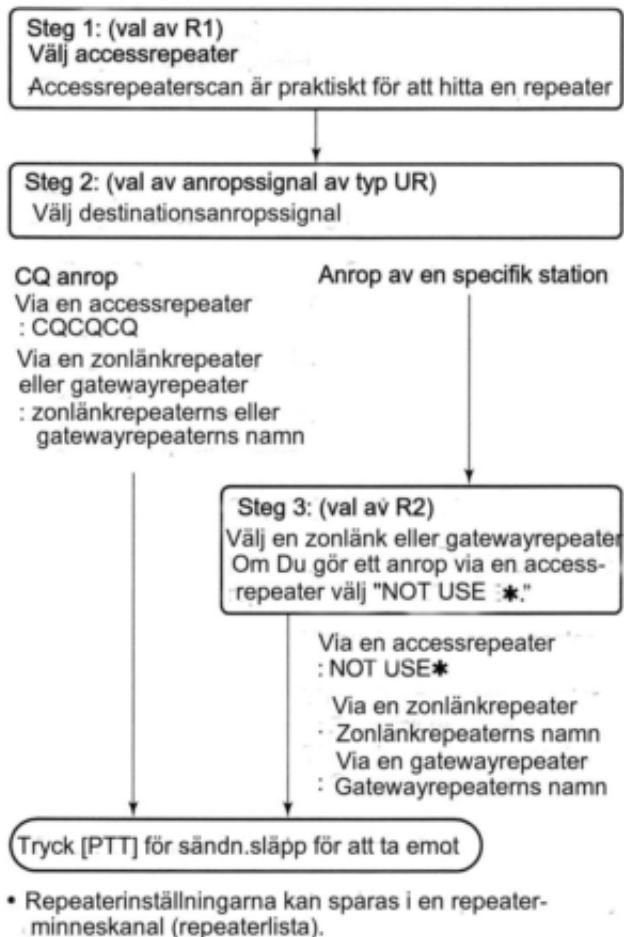 Steg 1: (val av R1)
Välj accessrepeater
Accessrepeaterscan är praktiskt för att hitta en repeater
Steg 2: (val av anropssignal av typ UR)
Välj destinationsanropssignal
CQ anrop
Via en accessrepeater
: CQCQCQ
Via en zonlänkrepeater
eller gatewayrepeater
: zonlänkrepeaterns eller
gatewayrepeaterns namn
Anrop av en specifik station
Steg 3: (val av R2)
Välj en zonlänk eller gatewayrepeater
Om Du gör ett anrop via en access-
repeater välj "NOT USE ✱."
Via en accessrepeater
: NOT USE✱
Via en zonlänkrepeater
· Zonlänkrepeaterns namn
Via en gatewayrepeater
: Gatewayrepeaterns namn
Tryck [PTT] för sändn.släpp för att ta emot
• Repeaterinställningarna kan sparas i en repeater-
minneskanal (repeaterlista).